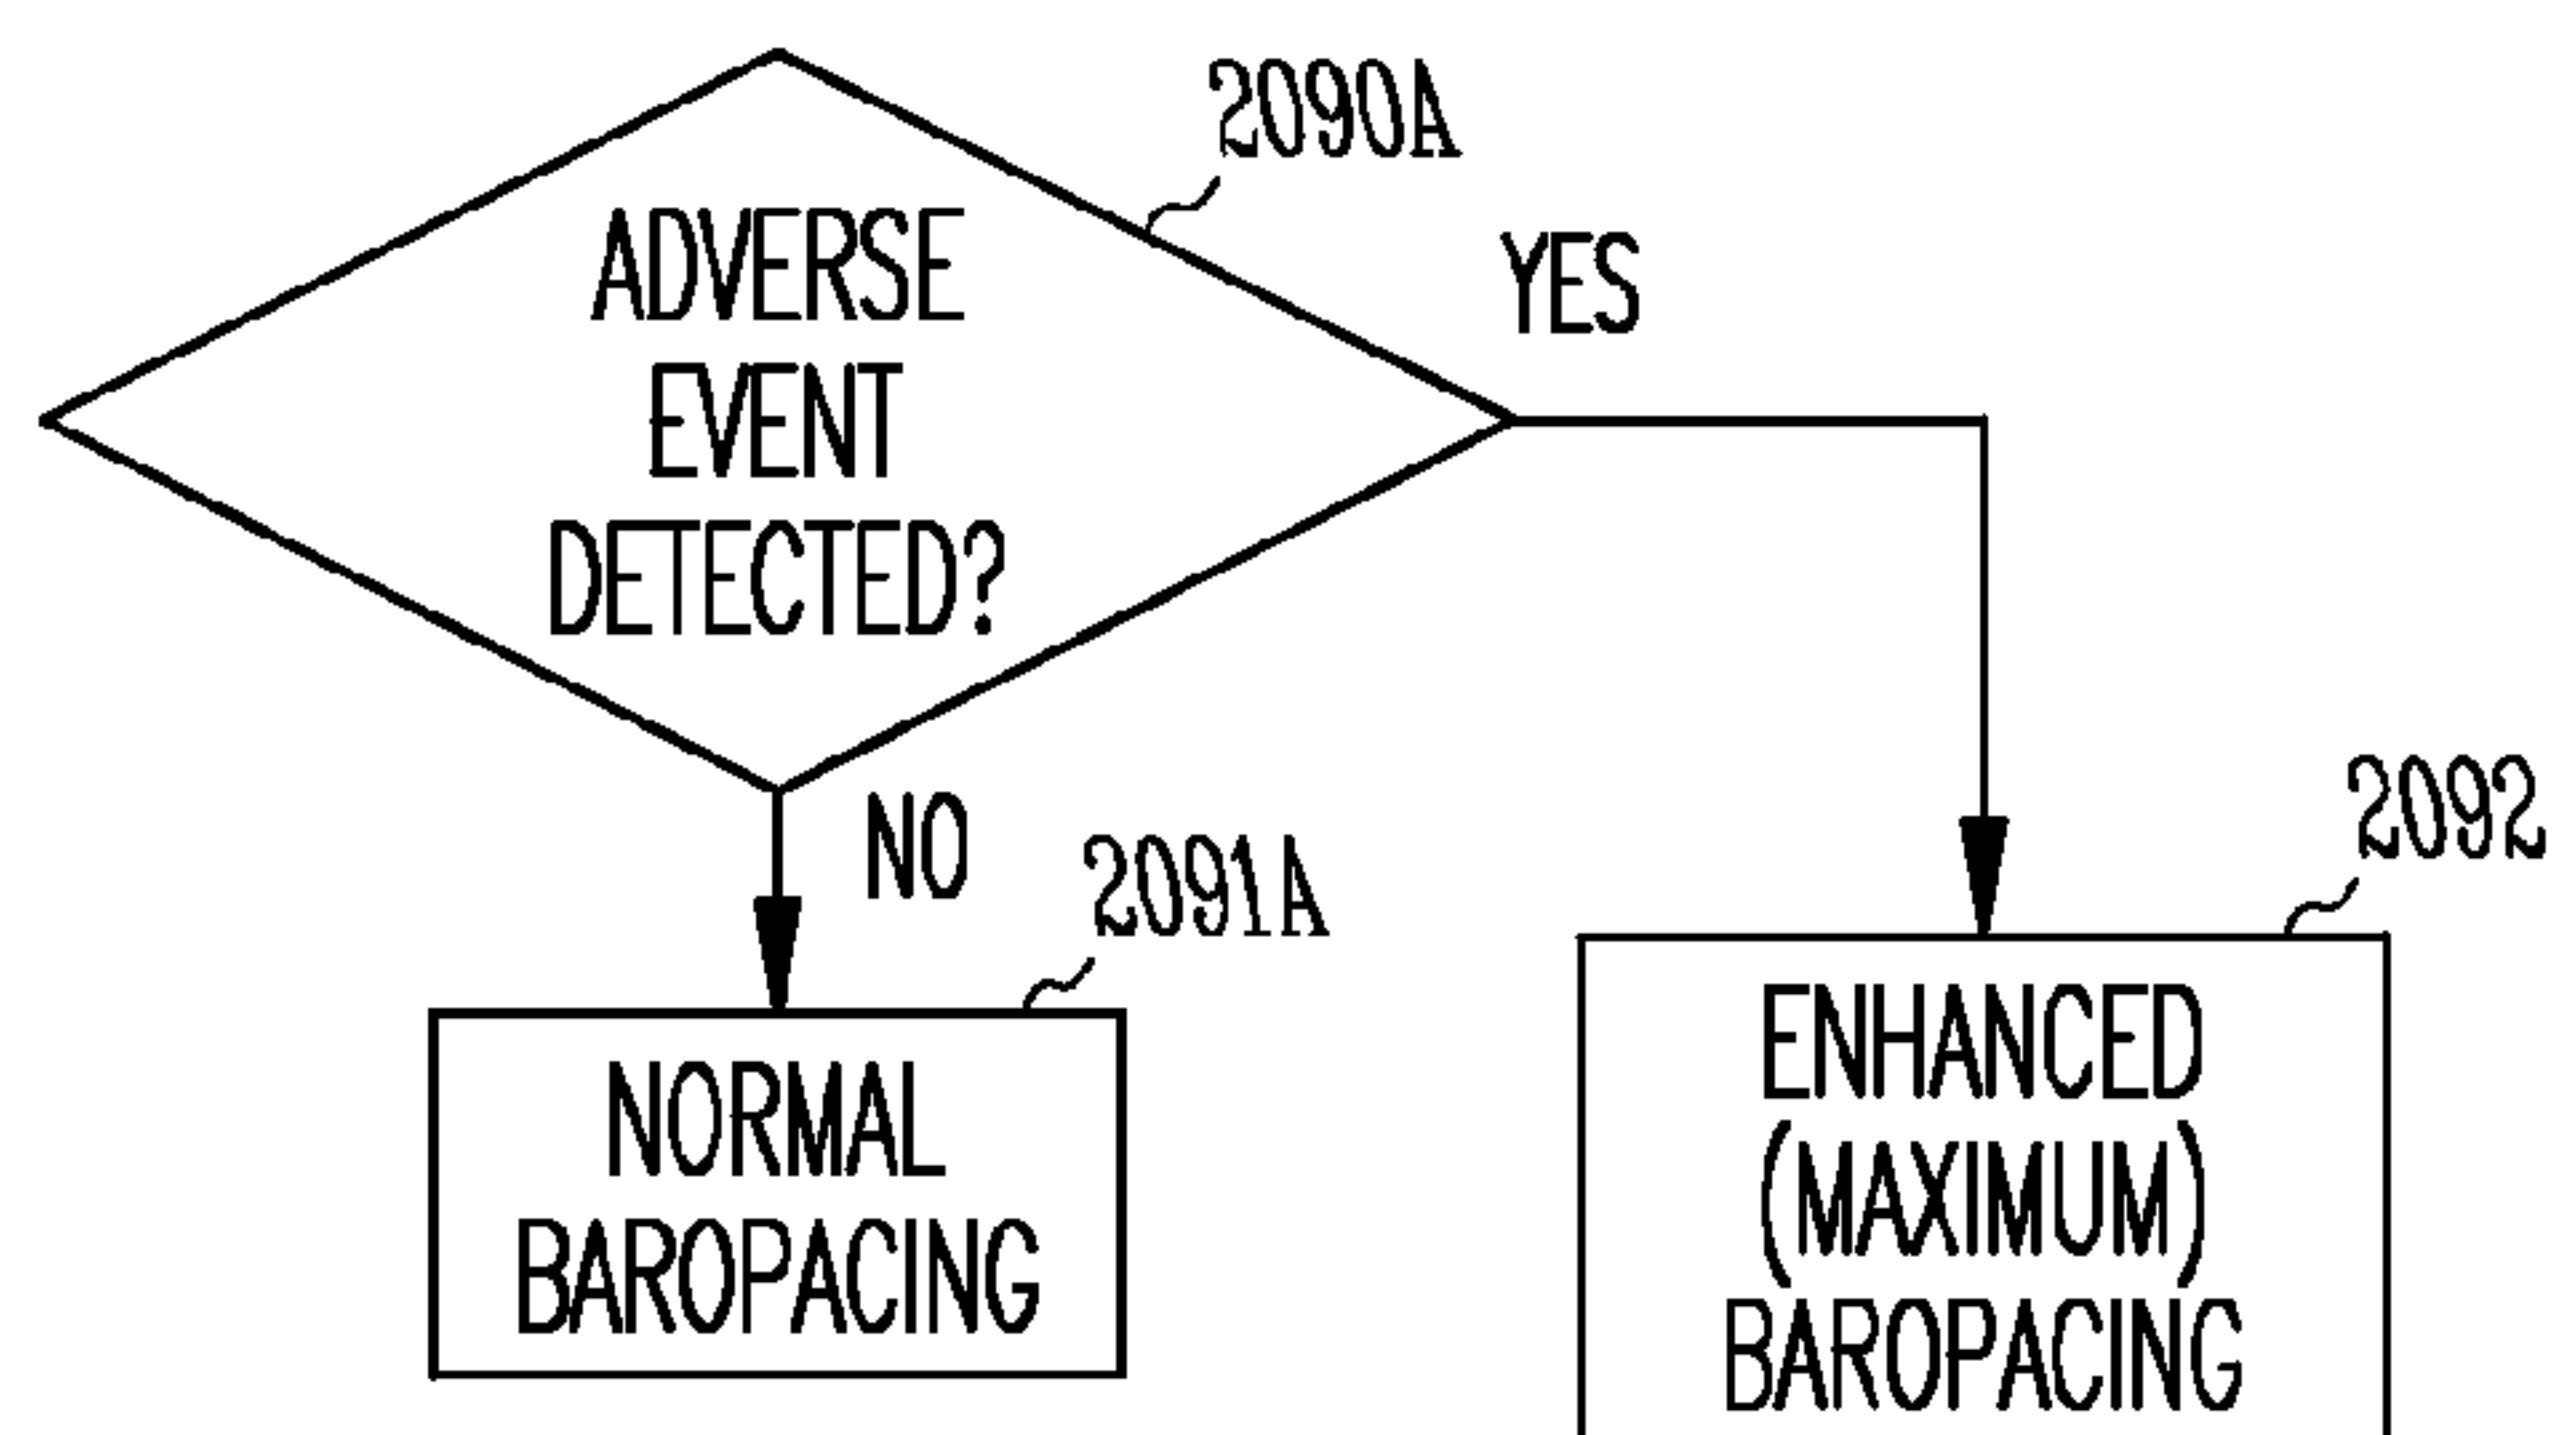 2090A
ADVERSE
EVENT
DETECTED?
YES
NO
2091A
NORMAL
BAROPACING
2092
ENHANCED
(MAXIMUM)
BAROPACING